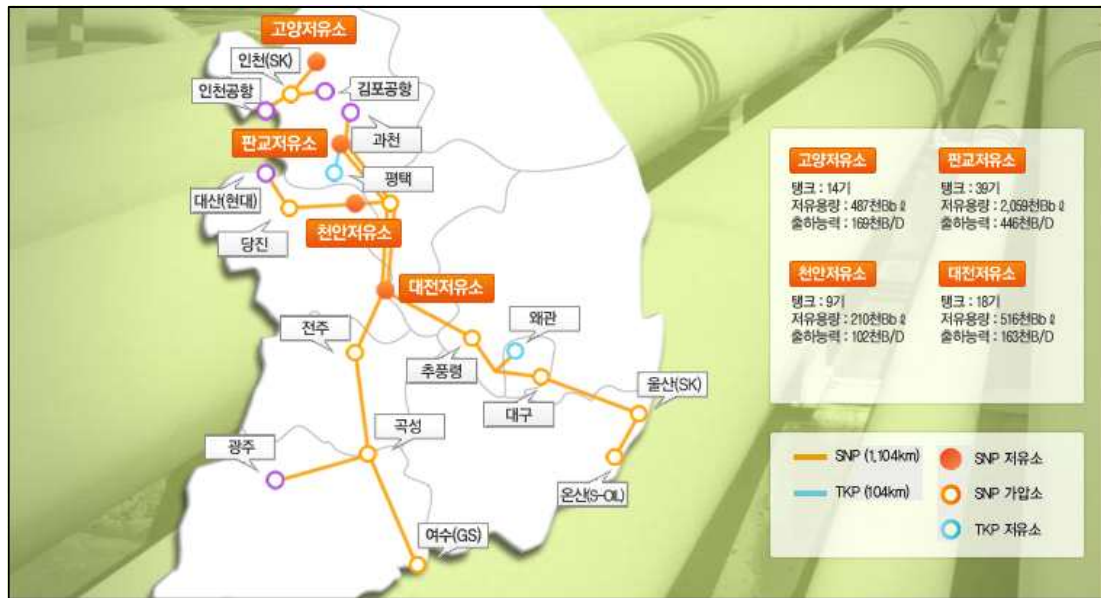 고양저유소
인천(SK)
인천공항
김포공항
과천
판교저유소
평택
대산(현대)
당진
천안저유소
대전저유소
전주
왜관
추풍령
대구
울산(SK)
곡성
광주
온산(S-OIL)
여수(GS)
고양저유소
탱크 : 14기
저유용량 : 487천Bbℓ
출하능력 : 169천B/D
판교저유소
탱크 : 39기
저유용량 : 2,059천Bbℓ
출하능력 : 446천B/D
천안저유소
탱크 : 9기
저유용량 : 210천Bbℓ
출하능력 : 102천B/D
대전저유소
탱크 : 18기
저유용량 : 516천Bbℓ
출하능력 : 163천B/D
SNP (1,104km)
TKP (104km)
SNP 저유소
SNP 가압소
TKP 저유소